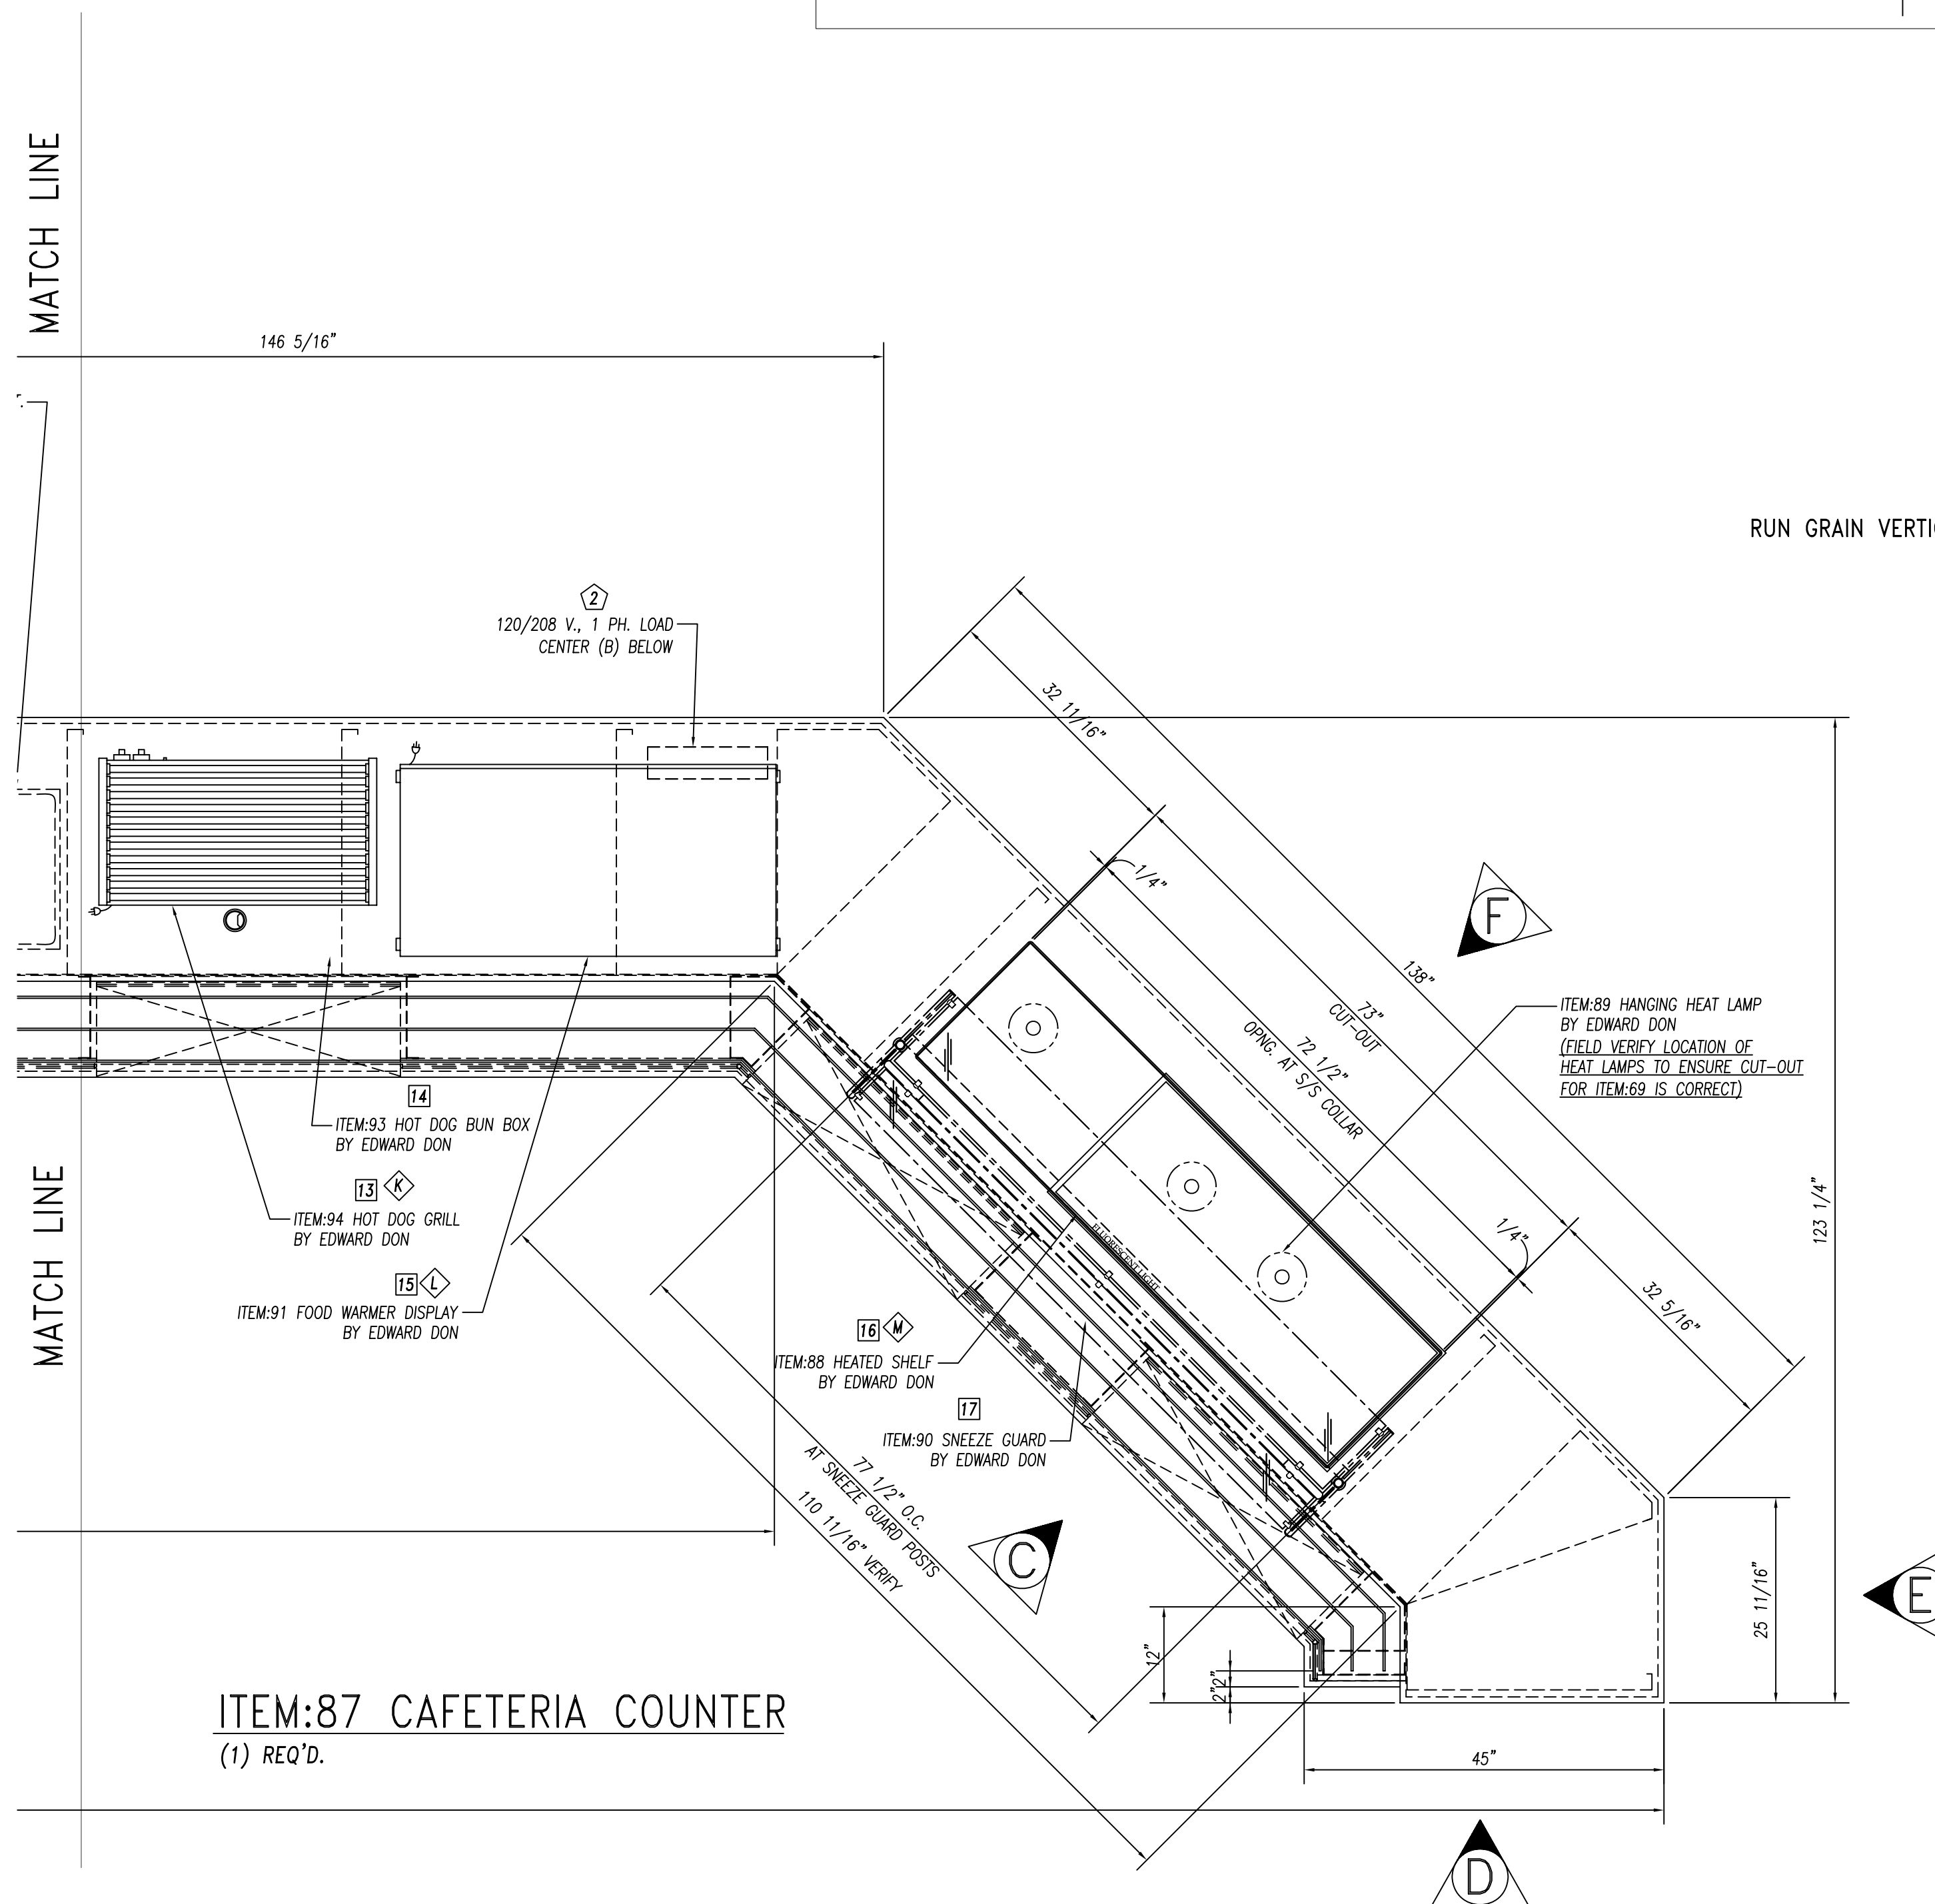 MATCH LINE
146 5/16"
RUN GRAIN
2
120/208 V., 1 PH. LOAD
CENTER (B) BELOW
32 11/16"
1/4"
F
138"
73"
CUT-OUT
72 1/2"
OPNG. AT S/S COLLAR
ITEM:89 HANGING HEAT LAMP
BY EDWARD DON
(FIELD VERIFY LOCATION OF
HEAT LAMPS TO ENSURE CUT-OUT
FOR ITEM:69 IS CORRECT)
14
ITEM:93 HOT DOG BUN BOX
BY EDWARD DON
13 K
ITEM:94 HOT DOG GRILL
BY EDWARD DON
15 L
ITEM:91 FOOD WARMER DISPLAY
BY EDWARD DON
MATCH LINE
FLUORESCENT LIGHT
123 1/4"
1/4"
32 5/16"
16 M
ITEM:88 HEATED SHELF
BY EDWARD DON
17
ITEM:90 SNEEZE GUARD
BY EDWARD DON
77 1/2" O.C.
AT SNEEZE GUARD POSTS
110 11/16" VERIFY
C
E
25 11/16"
12"
2"
2"
45"
D
ITEM:87 CAFETERIA COUNTER
(1) REQ'D.